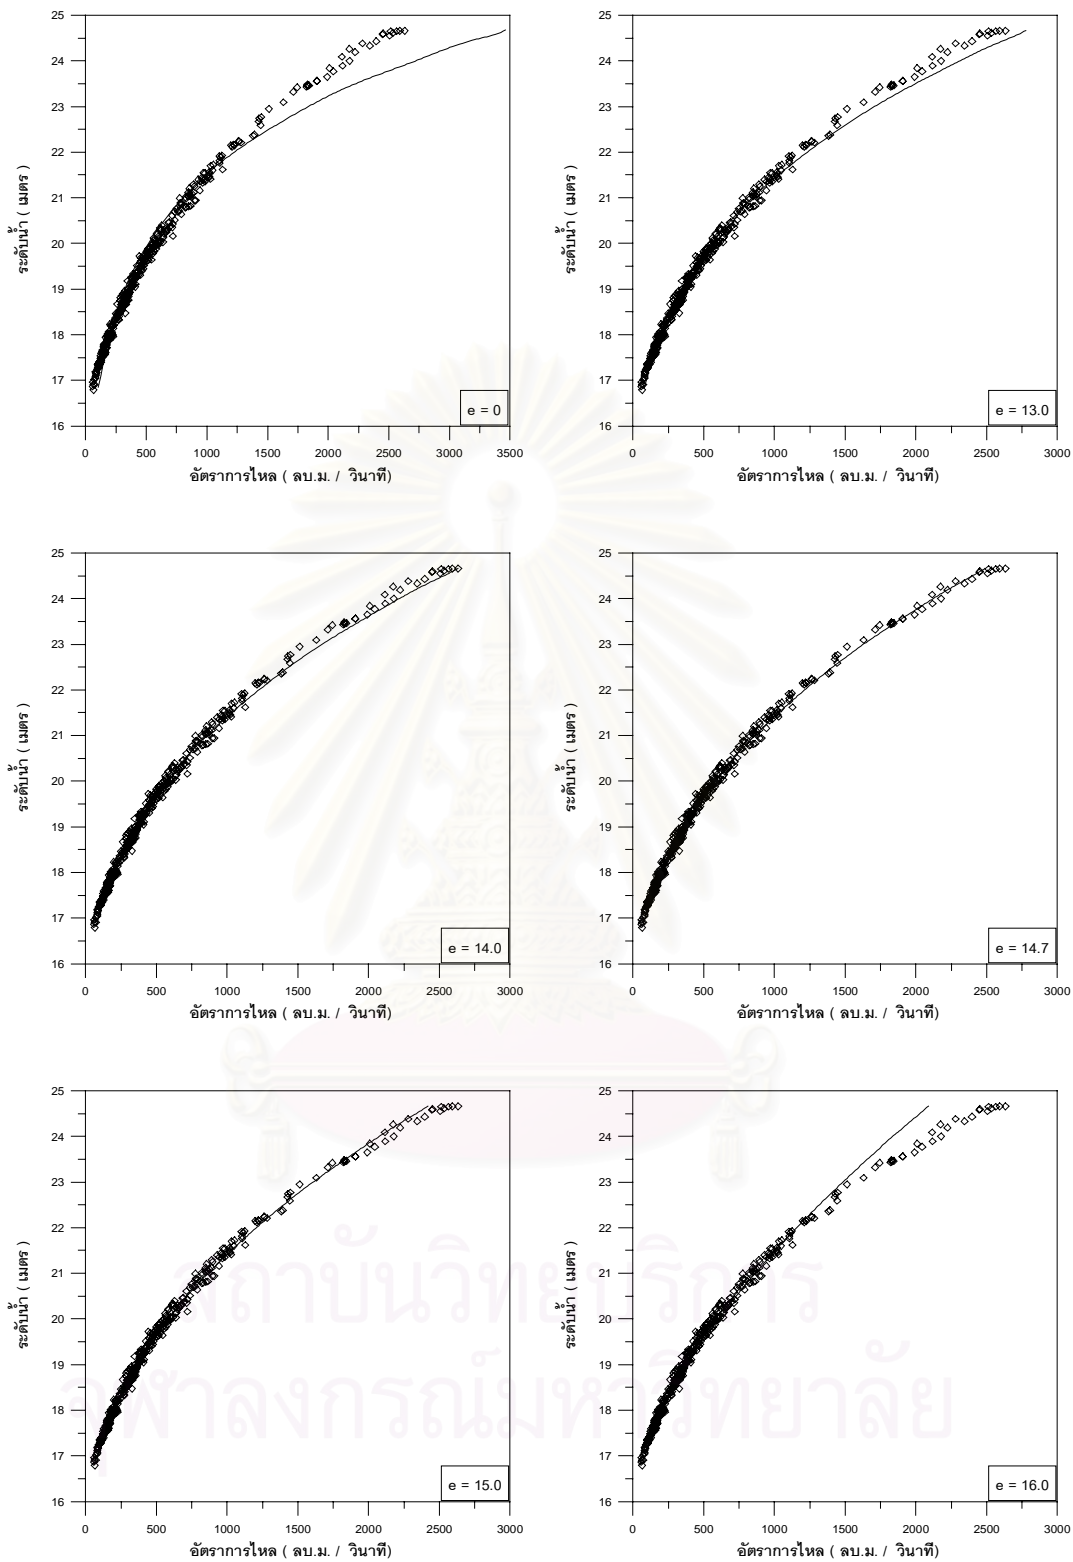 25
24
23
22
21
20
19
18
17
16
ระดับน้ำ ( เมตร )
0 500 1000 1500 2000 2500 3000 3500
อัตราการไหล ( ลบ.ม. / วินาที)
e = 0
25
24
23
22
21
20
19
18
17
16
ระดับน้ำ ( เมตร )
0 500 1000 1500 2000 2500 3000
อัตราการไหล ( ลบ.ม. / วินาที)
e = 13.0
25
24
23
22
21
20
19
18
17
16
ระดับน้ำ ( เมตร )
0 500 1000 1500 2000 2500 3000
อัตราการไหล ( ลบ.ม. / วินาที)
e = 14.0
25
24
23
22
21
20
19
18
17
16
ระดับน้ำ ( เมตร )
0 500 1000 1500 2000 2500 3000
อัตราการไหล ( ลบ.ม. / วินาที)
e = 14.7
25
24
23
22
21
20
19
18
17
16
ระดับน้ำ ( เมตร )
0 500 1000 1500 2000 2500 3000
อัตราการไหล ( ลบ.ม. / วินาที)
e = 15.0
25
24
23
22
21
20
19
18
17
16
ระดับน้ำ ( เมตร )
0 500 1000 1500 2000 2500 3000
อัตราการไหล ( ลบ.ม. / วินาที)
e = 16.0
สถาบันวิทยบริการ
จุฬาลงกรณ์มหาวิทยาลัย